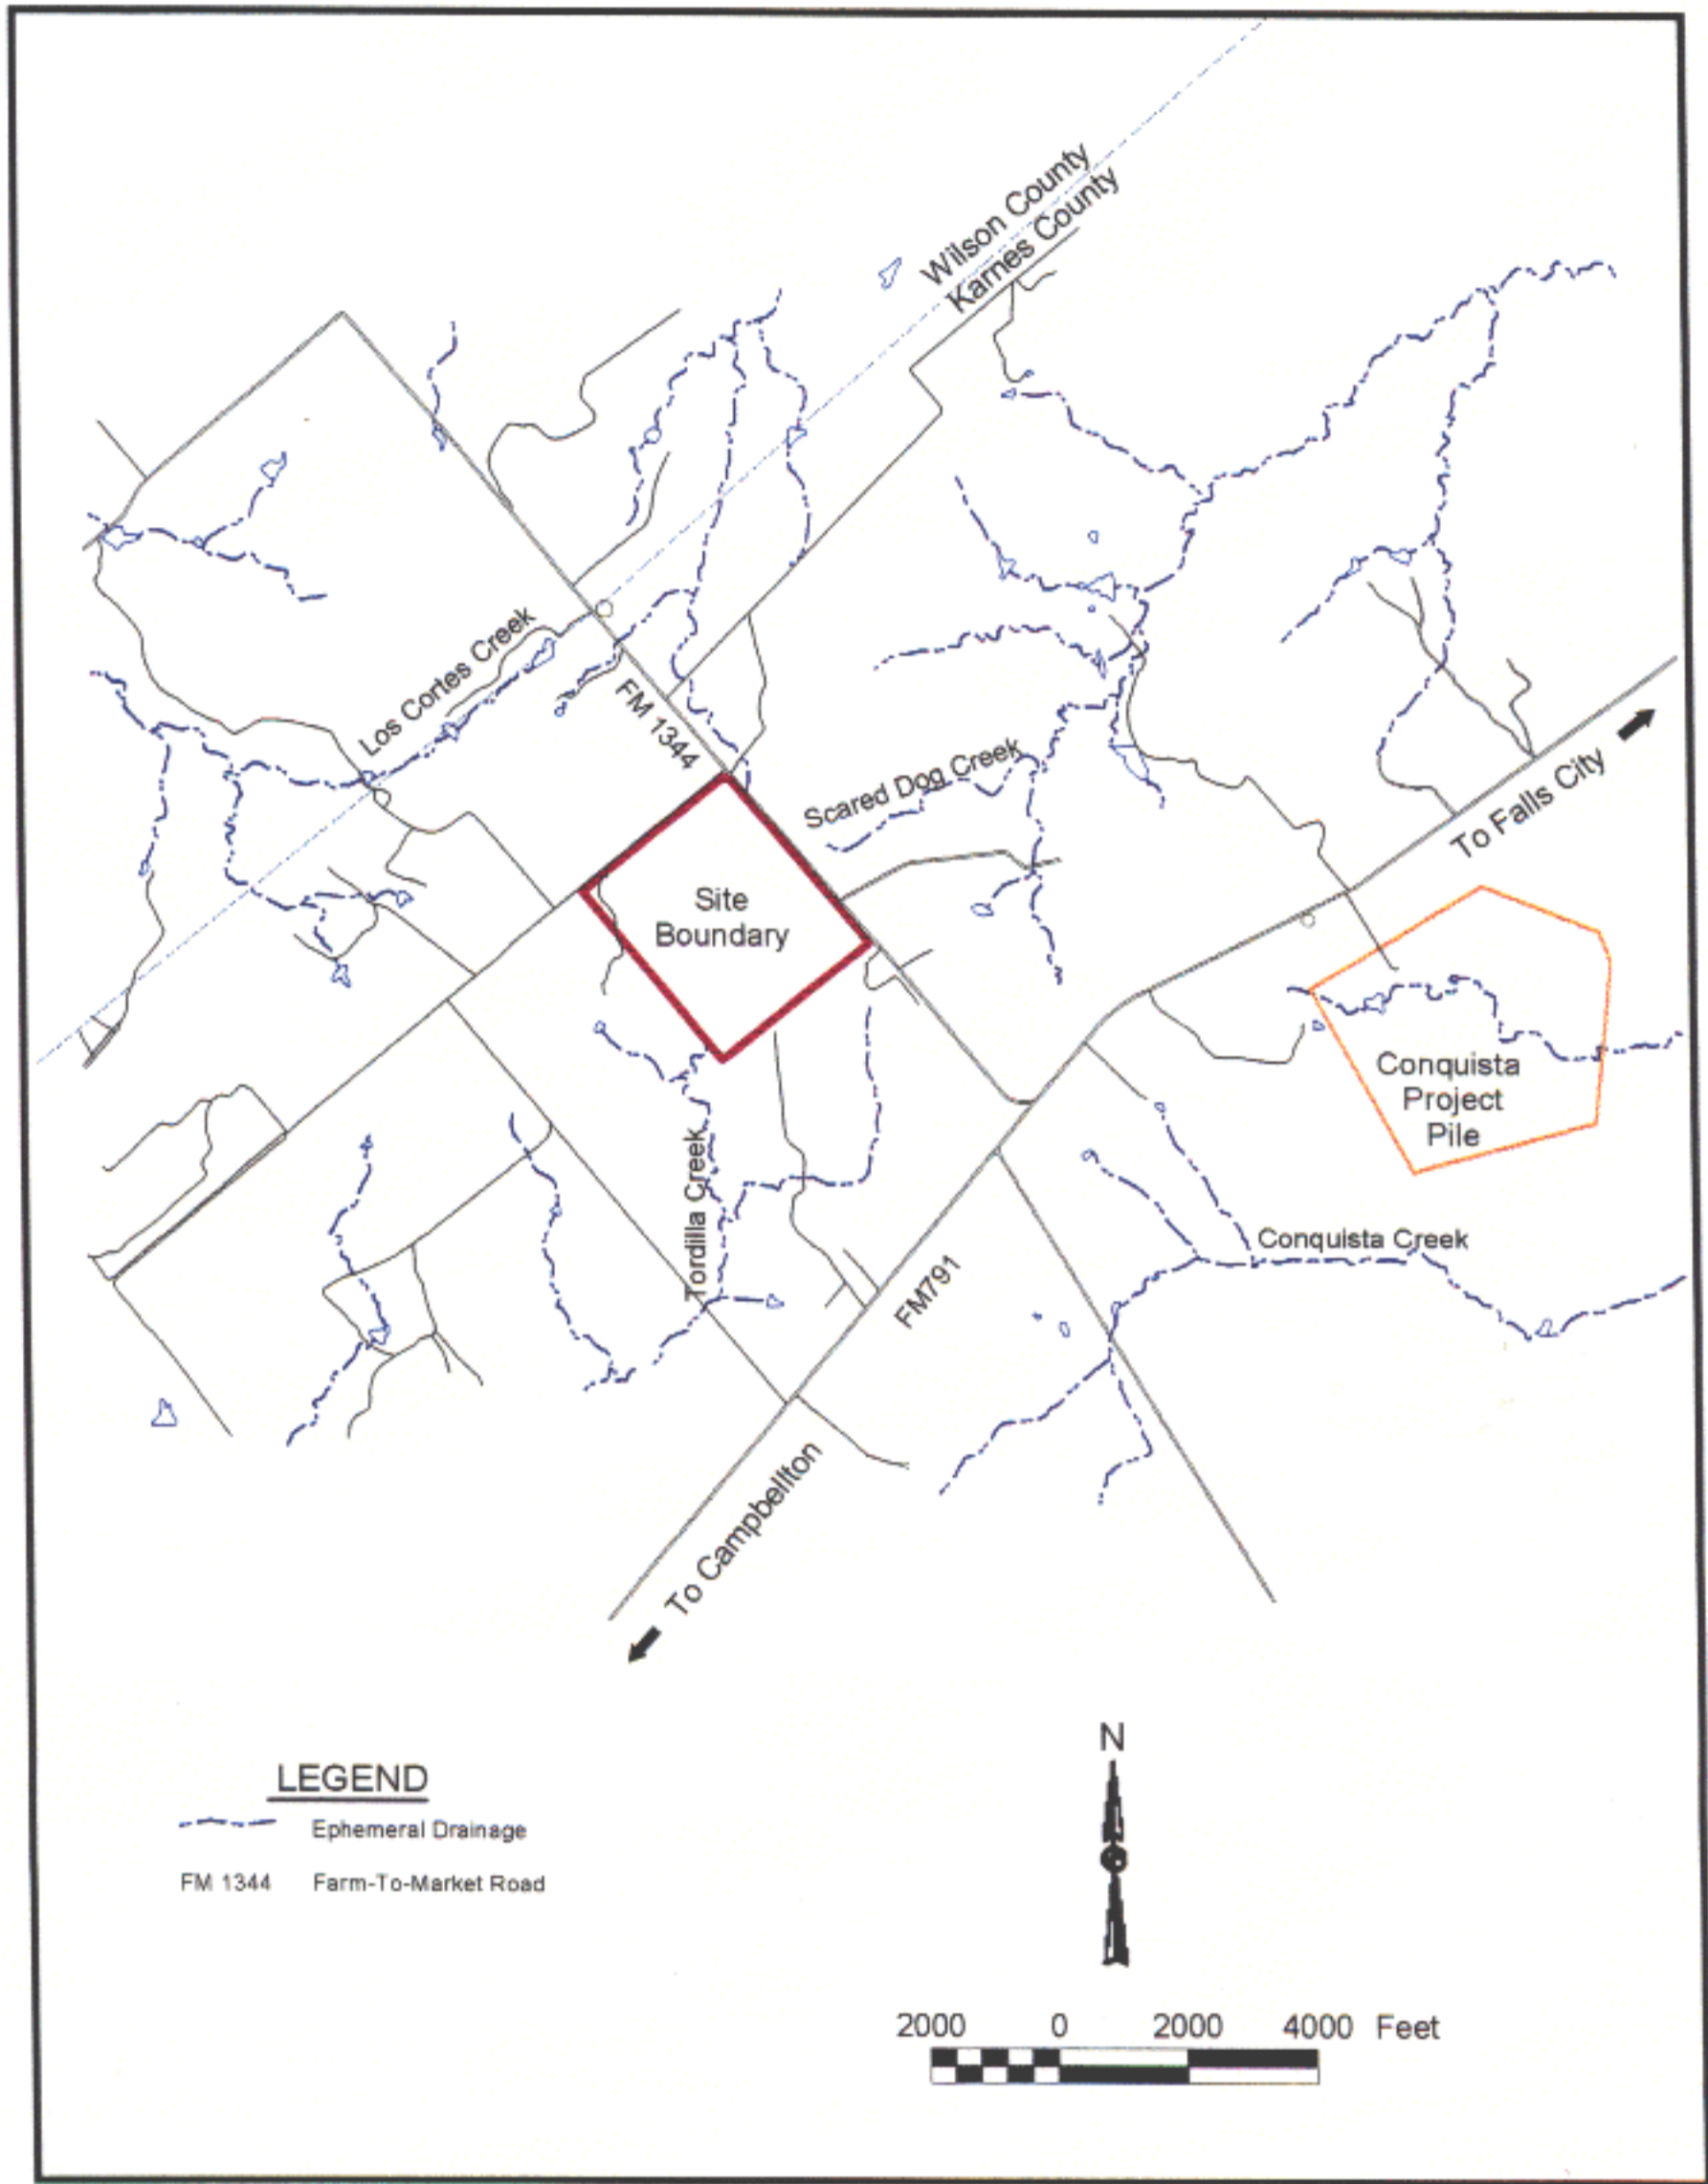 Wilson County
Karnes County
Los Cortes Creek
FM 1344
Scared Dog Creek
To Falls City
Site
Boundary
Conquista
Project
Pile
Tordilla Creek
Conquista Creek
FM791
To Campbellton
N
LEGEND
Ephemeral Drainage
FM 1344 Farm-To-Market Road
2000 0 2000 4000 Feet